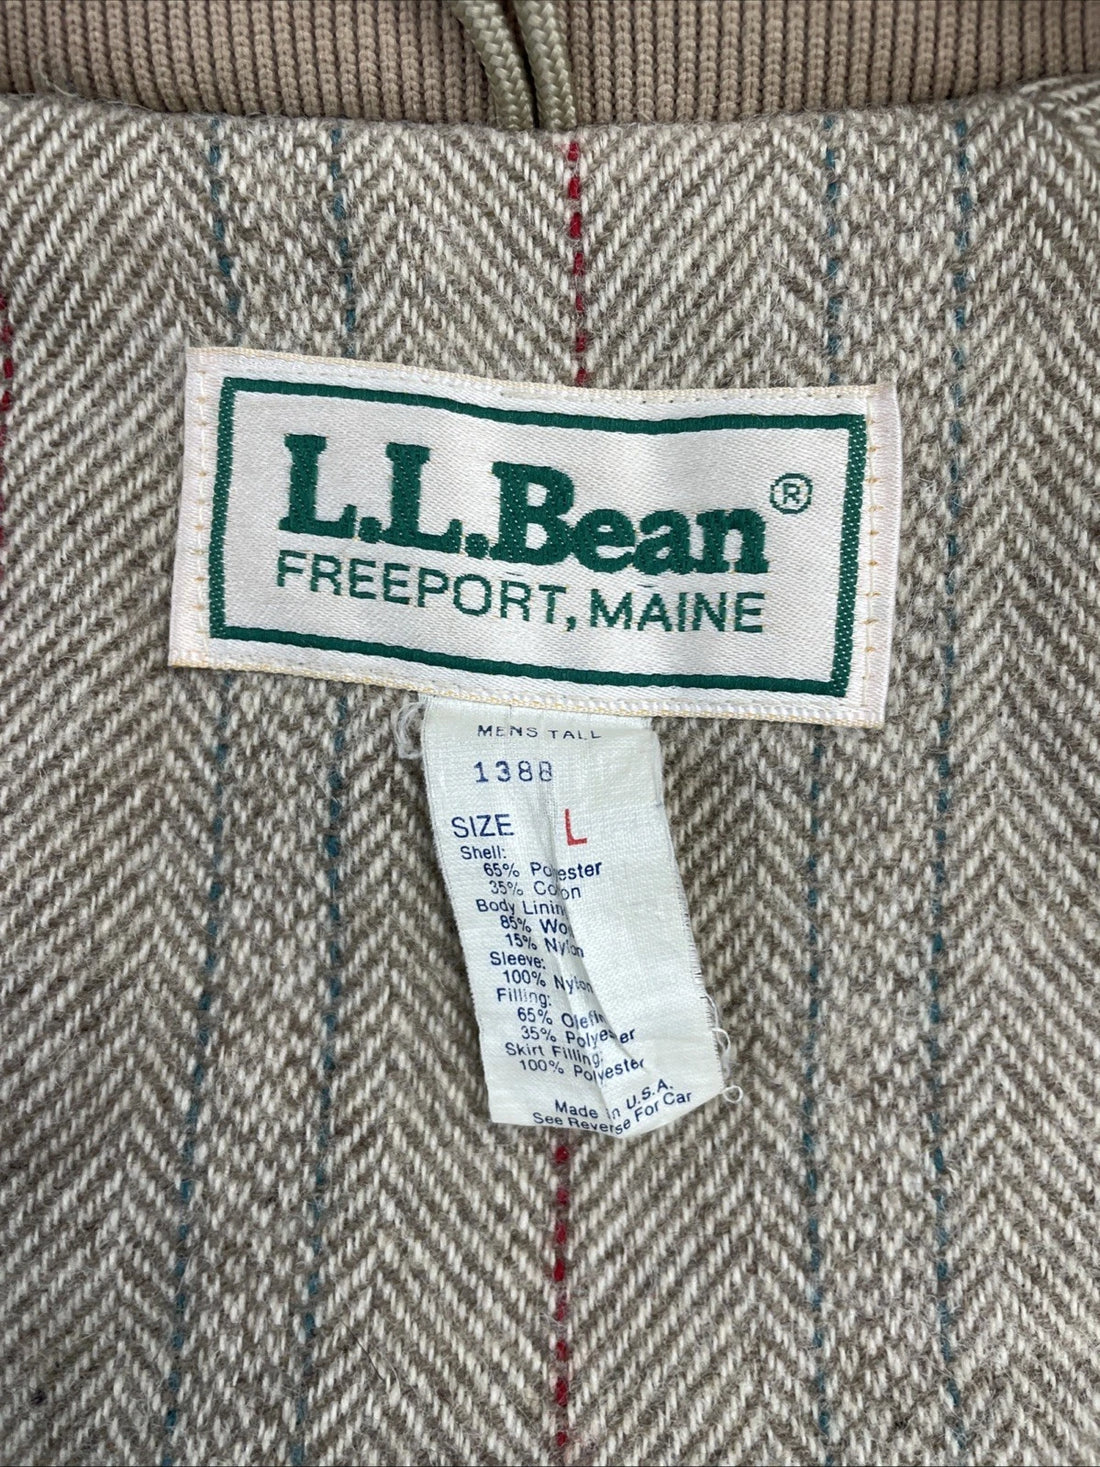 L.L.Bean®
FREEPORT, MAINE
MENS TALL
1388
SIZE L
Shell:
65% Polyester
35% Cotton
Body Lining
85% Wool
15% Nylon
Sleeve:
100% Nylon
Filling:
65% Olefin
35% Polyester
Skirt Filling:
100% Polyester
Made in U.S.A.
See Reverse For Car